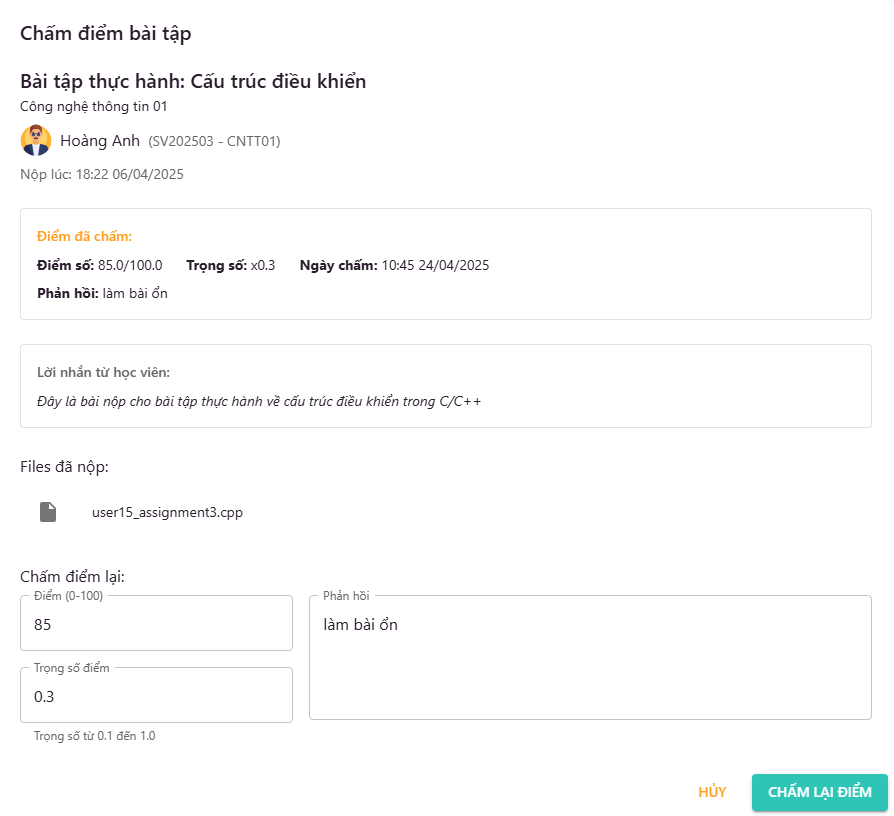 Chấm điểm bài tập
Bài tập thực hành: Cấu trúc điều khiển
Công nghệ thông tin 01
Hoàng Anh (SV202503 - CNTT01)
Nộp lúc: 18:22 06/04/2025
Điểm đã chấm:
Điểm số: 85.0/100.0 Trọng số: x0.3 Ngày chấm: 10:45 24/04/2025
Phản hồi: làm bài ổn
Lời nhắn từ học viên:
Đây là bài nộp cho bài tập thực hành về cấu trúc điều khiển trong C/C++
Files đã nộp:
user15_assignment3.cpp
Chấm điểm lại:
Điểm (0-100)
85
Trọng số điểm
0.3
Trọng số từ 0.1 đến 1.0
Phản hồi
làm bài ổn
HỦY CHẤM LẠI ĐIỂM